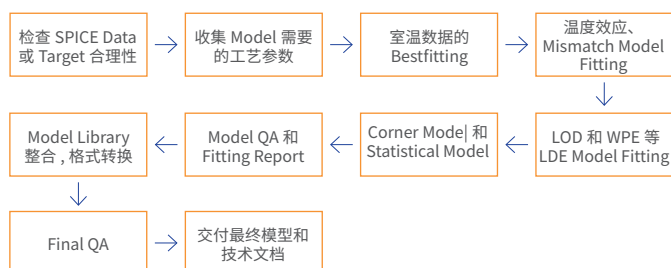 检查 SPICE Data
或 Target 合理性
收集 Model 需要
的工艺参数
室温数据的
Bestfitting
温度效应、
Mismatch Model
Fitting
LOD 和 WPE 等
LDE Model Fitting
Corner Mode| 和
Statistical Model
Model QA 和
Fitting Report
Model Library
整合 , 格式转换
Final QA
交付最终模型和
技术文档